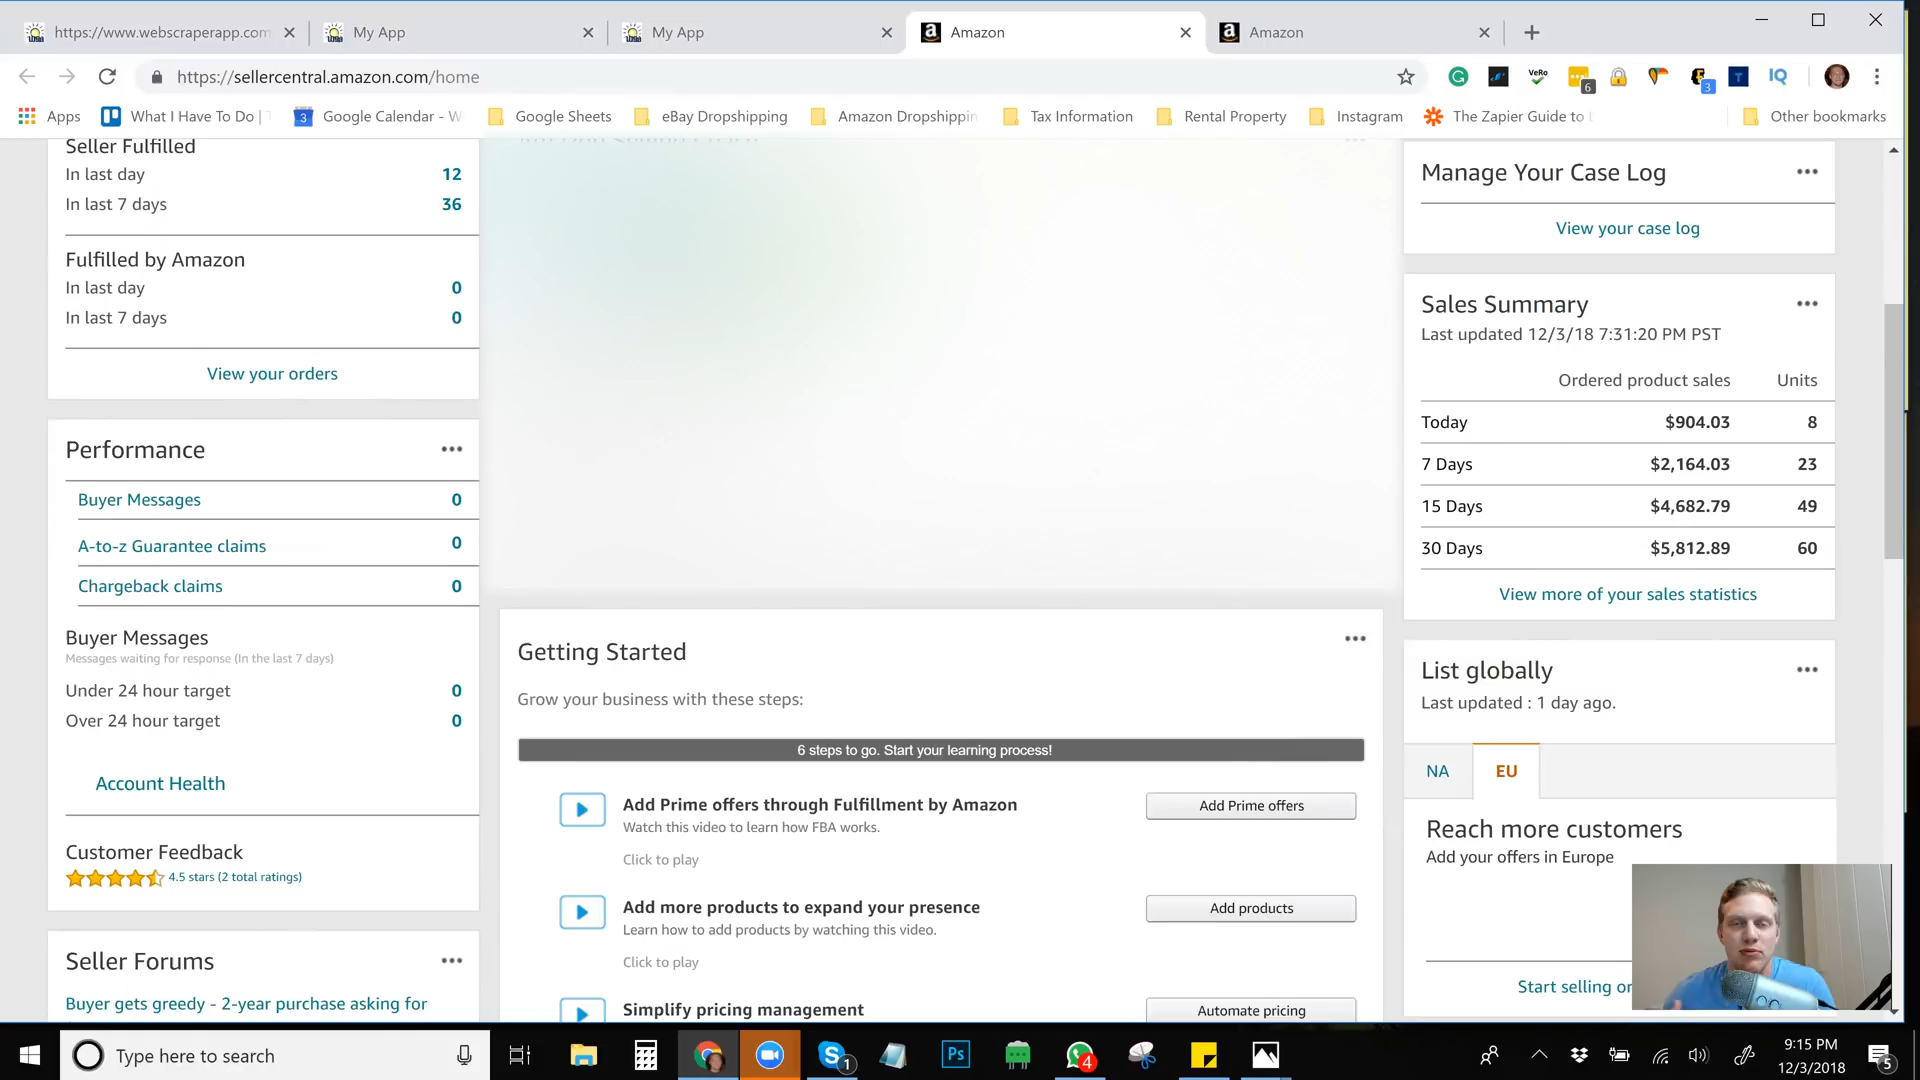 https://www.webscraperapp.com
My App
My App
Amazon
Amazon
https://sellercentral.amazon.com/home
VeRO
6
3
T
IQ
Apps
What I Have To Do |
3
Google Calendar - W
Google Sheets
eBay Dropshipping
Amazon Dropshippin
Tax Information
Rental Property
Instagram
The Zapier Guide to
Other bookmarks
Seller Fulfilled
In last day 12
In last 7 days 36
Fulfilled by Amazon
In last day 0
In last 7 days 0
View your orders
Performance
Buyer Messages 0
A-to-z Guarantee claims 0
Chargeback claims 0
Buyer Messages
Messages waiting for response (In the last 7 days)
Under 24 hour target 0
Over 24 hour target 0
Account Health
Customer Feedback
4.5 stars (2 total ratings)
Seller Forums
Buyer gets greedy - 2-year purchase asking for
Getting Started
Grow your business with these steps:
6 steps to go. Start your learning process!
Add Prime offers through Fulfillment by Amazon
Watch this video to learn how FBA works.
Click to play
Add Prime offers
Add more products to expand your presence
Learn how to add products by watching this video.
Click to play
Add products
Simplify pricing management
Automate pricing
Manage Your Case Log
View your case log
Sales Summary
Last updated 12/3/18 7:31:20 PM PST
Ordered product sales Units
Today $904.03 8
7 Days $2,164.03 23
15 Days $4,682.79 49
30 Days $5,812.89 60
View more of your sales statistics
List globally
Last updated : 1 day ago.
NA EU
Reach more customers
Add your offers in Europe
Start selling on
Type here to search
1
Ps
4
9:15 PM
12/3/2018
5